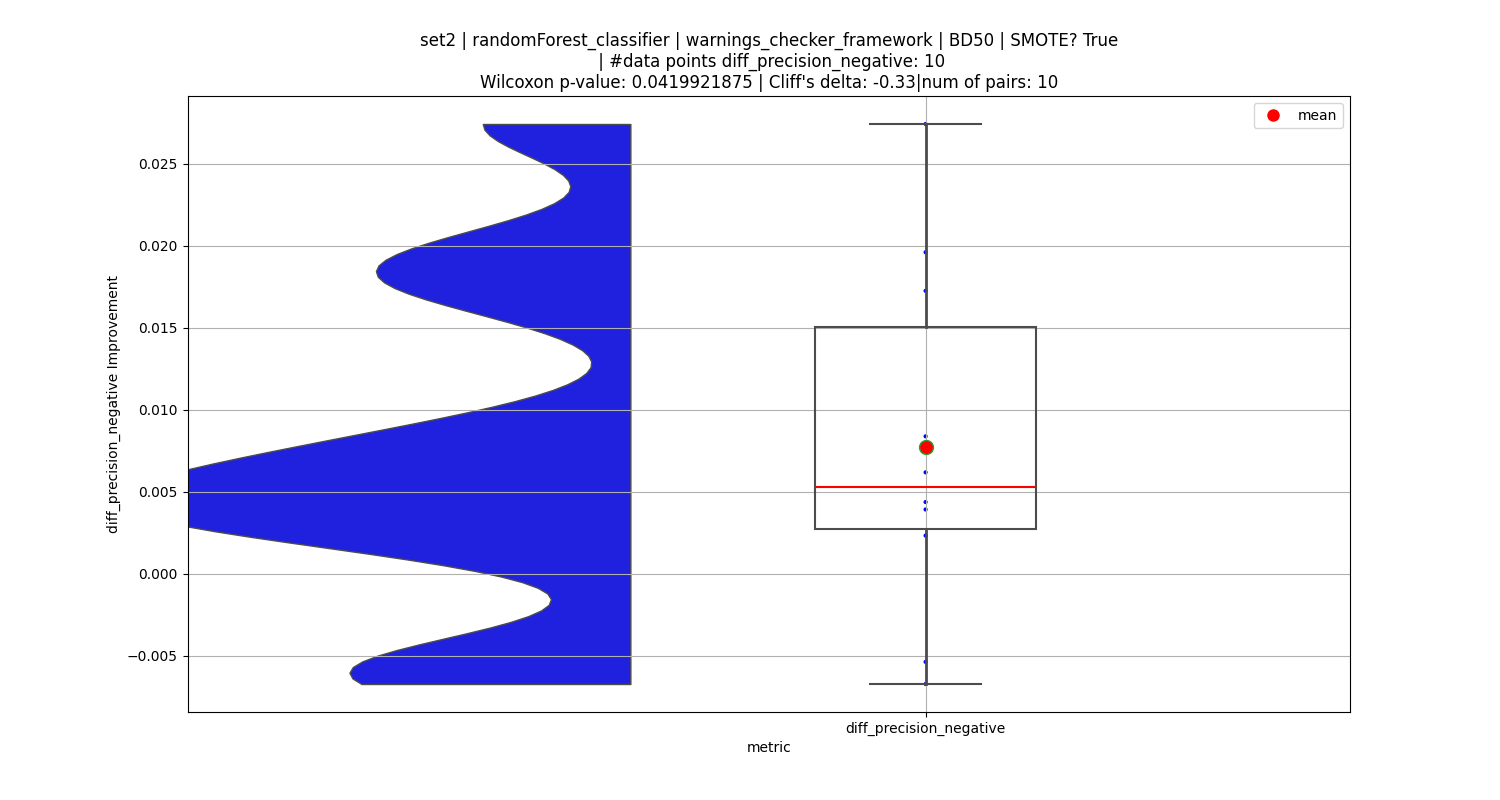 set2 | randomForest_classifier | warnings_checker_framework | BD50 | SMOTE? True
| #data points diff_precision_negative: 10
Wilcoxon p-value: 0.0419921875 | Cliff's delta: -0.33|num of pairs: 10
mean
0.025
0.020
0.015
0.010
0.005
0.000
−0.005
diff_precision_negative Improvement
diff_precision_negative
metric